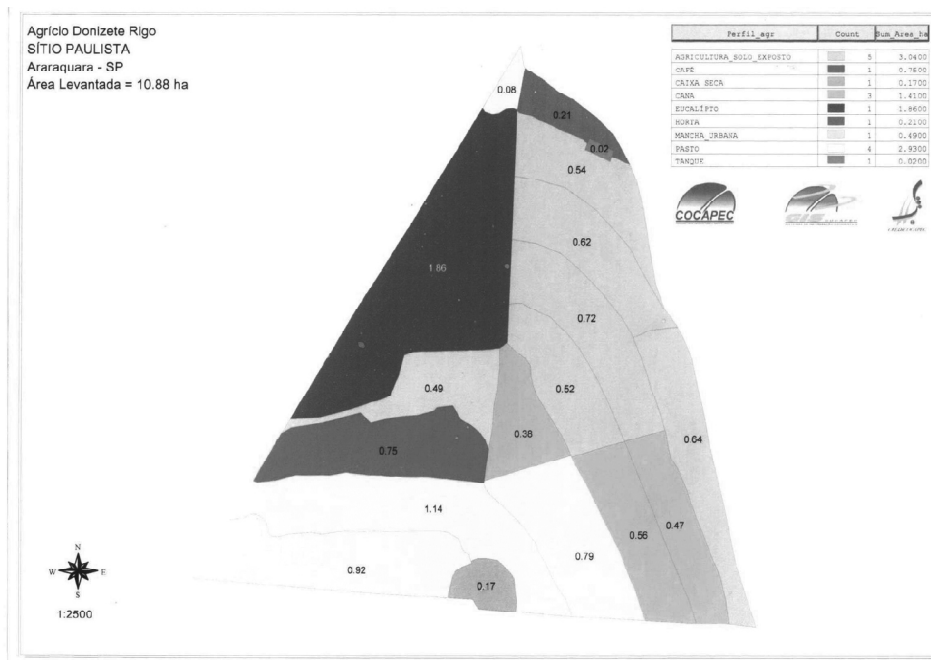 Agrício Donizete Rigo
SÍTIO PAULISTA
Araraquara - SP
Área Levantada = 10.88 ha
Perfil_agr Count Sum_Area_ha
AGRICULTURA_SOLO_EXPOSTO 5 3.0400
CAFÉ 1 0.7500
CAIXA SECA 1 0.1700
CANA 3 1.4100
EUCALÍPTO 1 1.8600
HORTA 1 0.2100
MANCHA_URBANA 1 0.4900
PASTO 4 2.9300
TANQUE 1 0.0200
COCAPEC
0.08
0.21
0.02
0.54
0.62
1.86
0.72
0.49
0.52
0.38
0.64
0.75
1.14
0.47
0.56
0.79
0.92
0.17
N
W E
S
1:2500